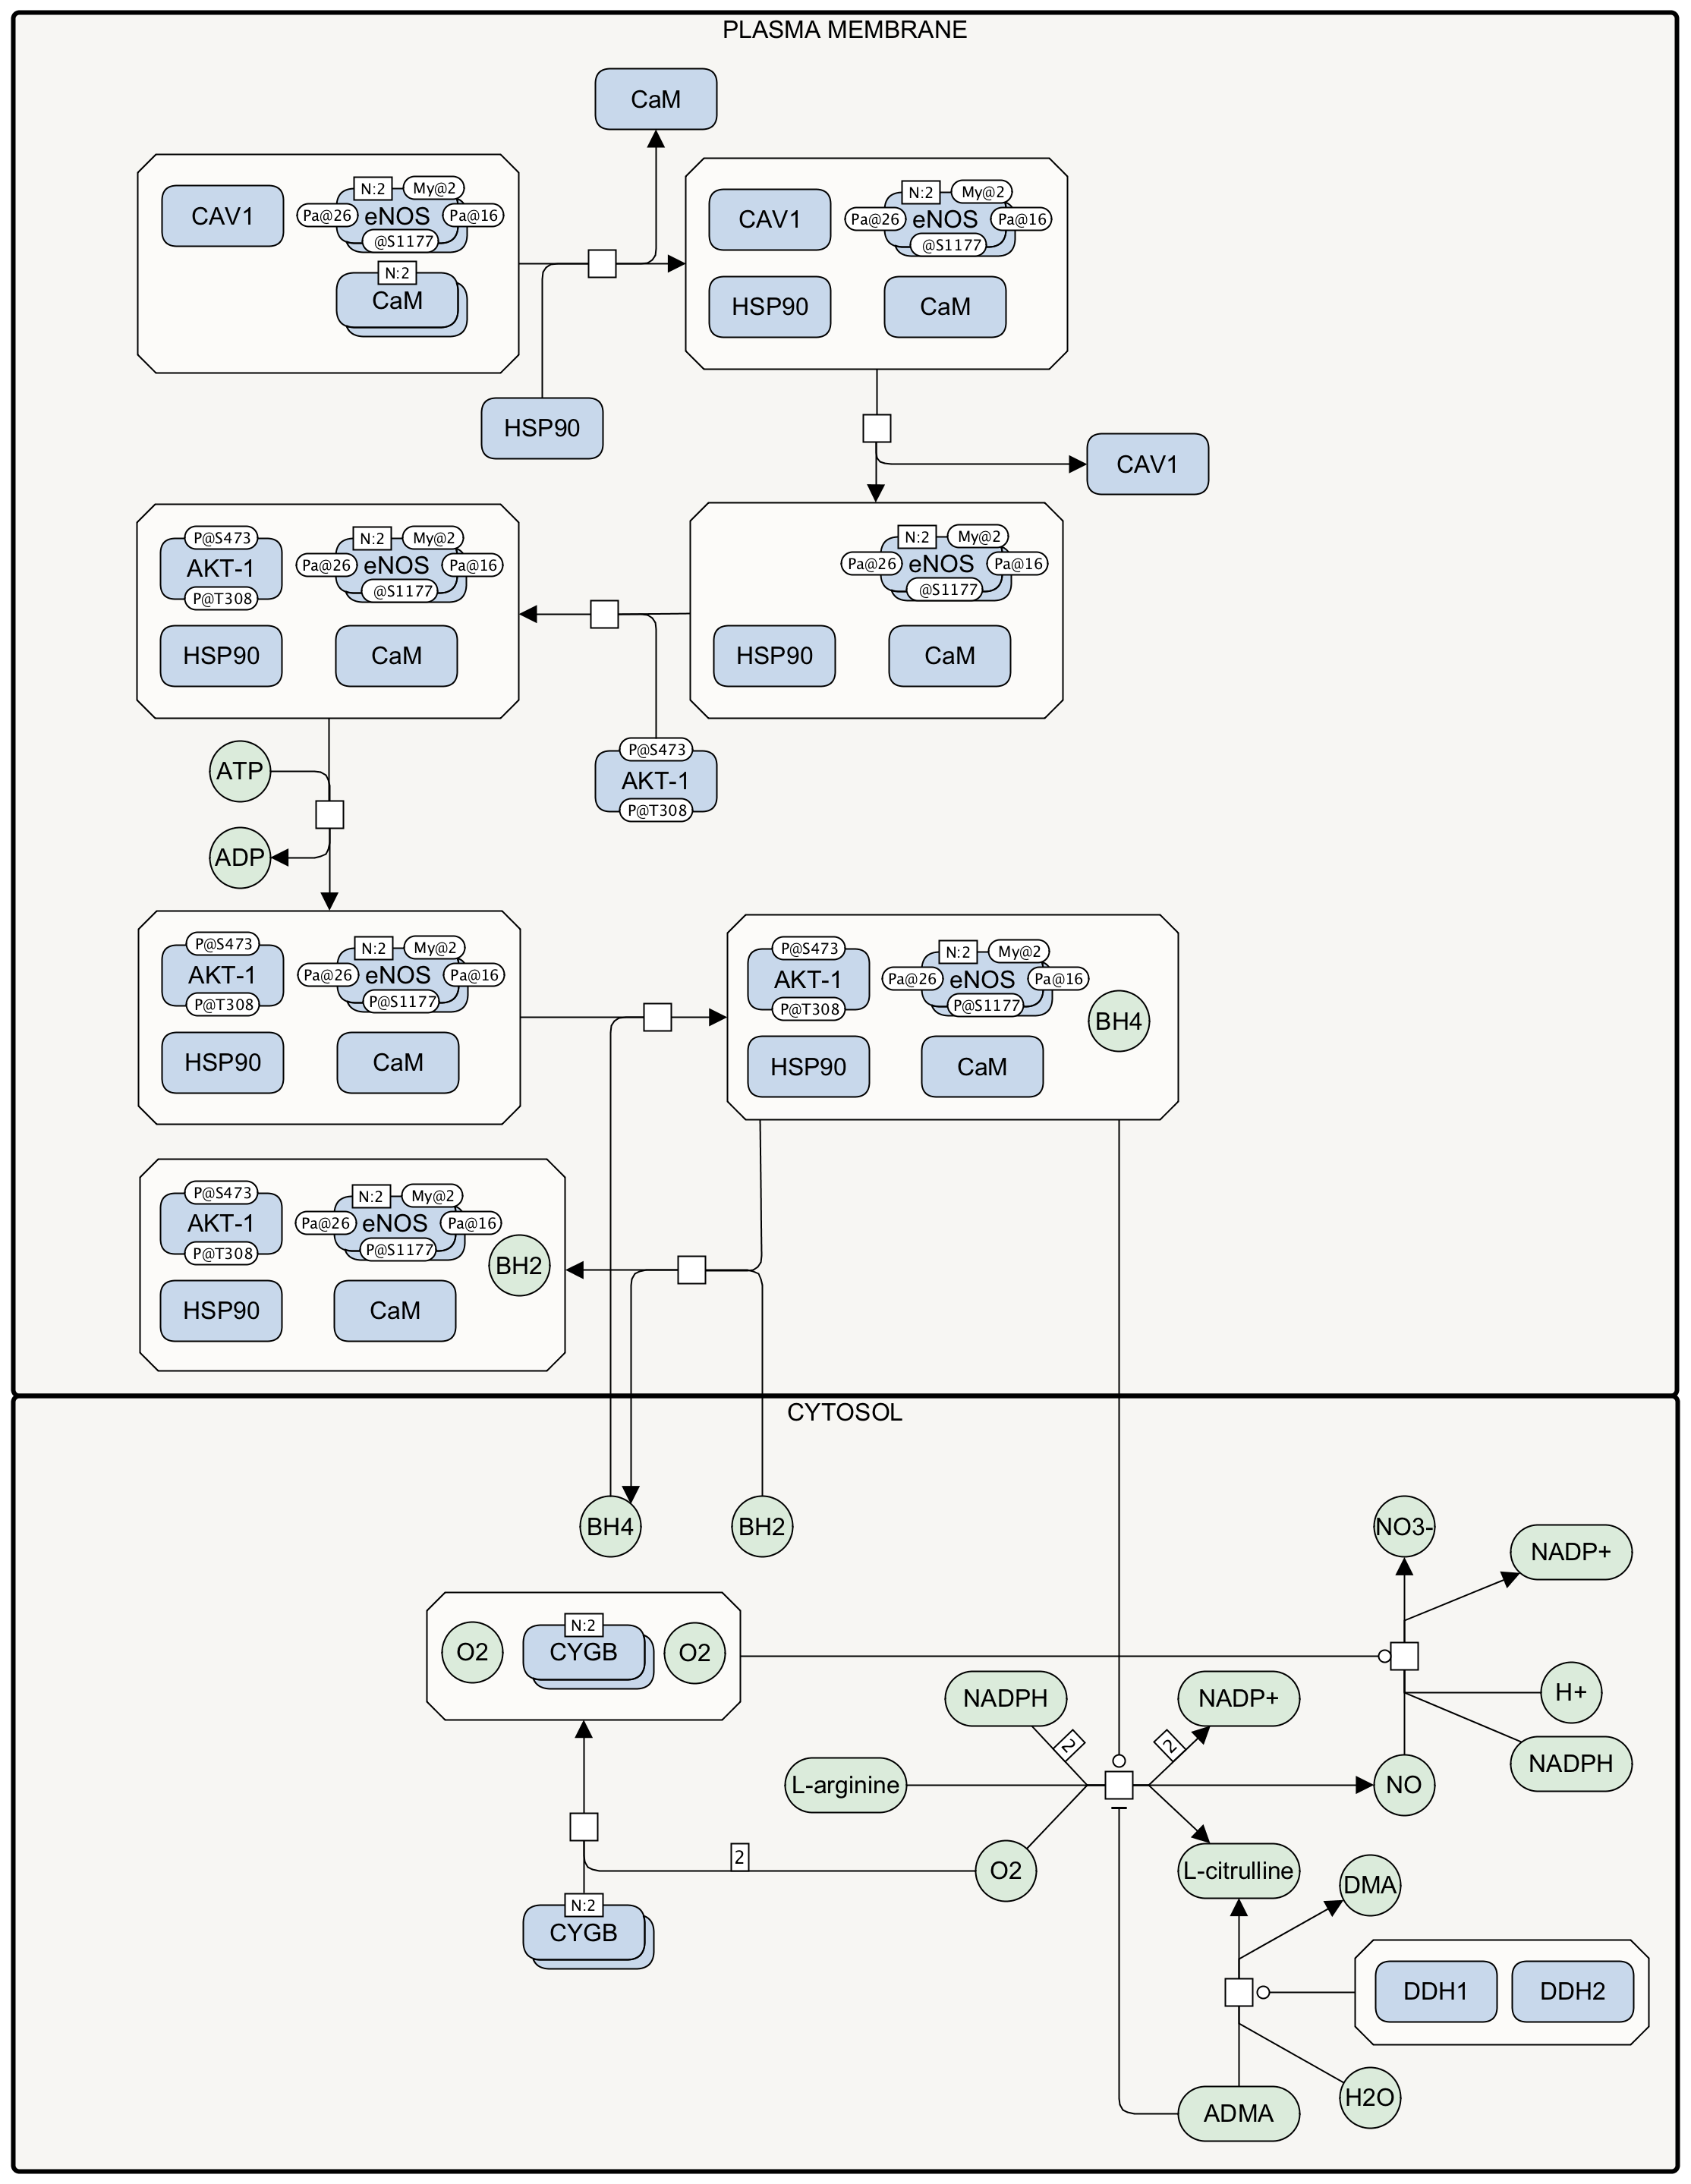 PLASMA MEMBRANE
CaM
CAV1
N:2
My@2
Pa@26
eNOS
Pa@16
@S1177
N:2
CaM
CAV1
N:2
My@2
Pa@26
eNOS
Pa@16
@S1177
HSP90
CaM
HSP90
CAV1
P@S473
AKT-1
P@T308
N:2
My@2
Pa@26
eNOS
Pa@16
@S1177
HSP90
CaM
N:2
My@2
Pa@26
eNOS
Pa@16
@S1177
HSP90
CaM
ATP
P@S473
AKT-1
P@T308
ADP
P@S473
AKT-1
P@T308
N:2
My@2
Pa@26
eNOS
Pa@16
P@S1177
HSP90
CaM
P@S473
AKT-1
P@T308
N:2
My@2
Pa@26
eNOS
Pa@16
P@S1177
BH4
HSP90
CaM
P@S473
AKT-1
P@T308
N:2
My@2
Pa@26
eNOS
Pa@16
P@S1177
BH2
HSP90
CaM
CYTOSOL
BH4
BH2
NO3-
NADP+
O2
N:2
CYGB
O2
NADPH
NADP+
H+
2
2
L-arginine
NO
NADPH
2
O2
L-citrulline
DMA
N:2
CYGB
DDH1
DDH2
ADMA
H2O